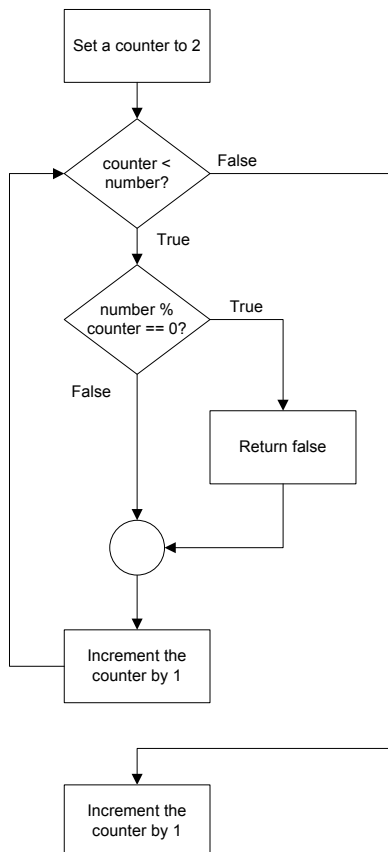 Set a counter to 2
counter <
number?
False
True
number %
counter == 0?
True
False
Return false
Increment the
counter by 1
Increment the
counter by 1